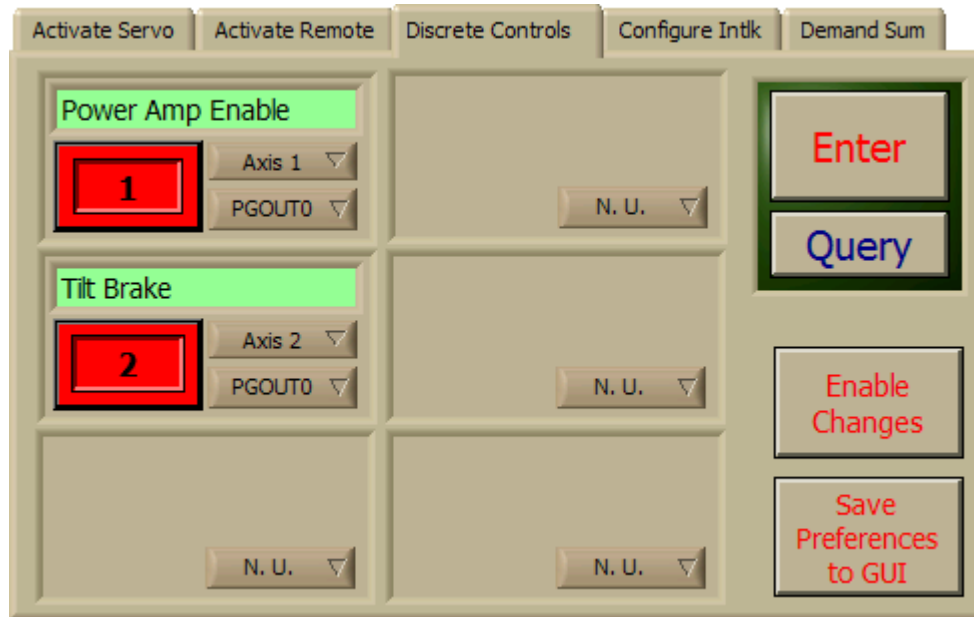 Activate Servo
Activate Remote
Discrete Controls
Configure Intlk
Demand Sum
Power Amp Enable
1
Axis 1
PGOUT0
N. U.
Tilt Brake
2
Axis 2
PGOUT0
N. U.
N. U.
N. U.
Enter
Query
Enable
Changes
Save
Preferences
to GUI